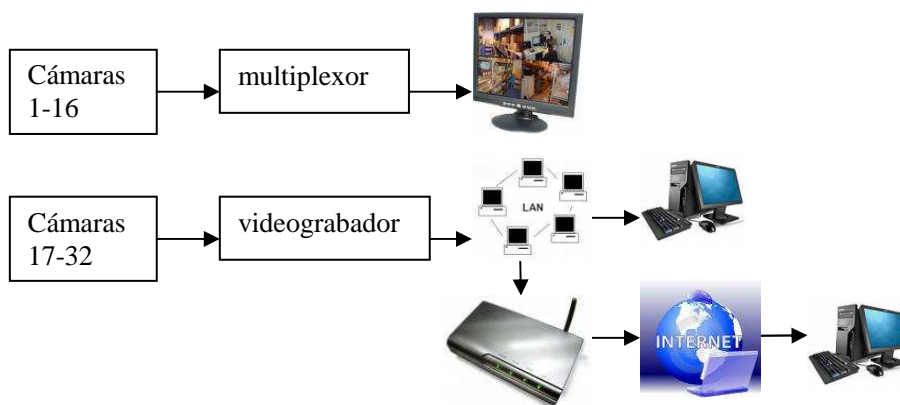 Cámaras
1-16
multiplexor
Cámaras
17-32
videograbador
LAN
INTERNET